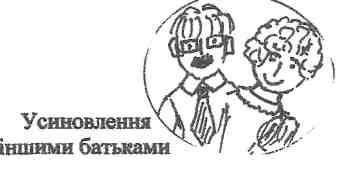 Усиновлення
іншими батьками